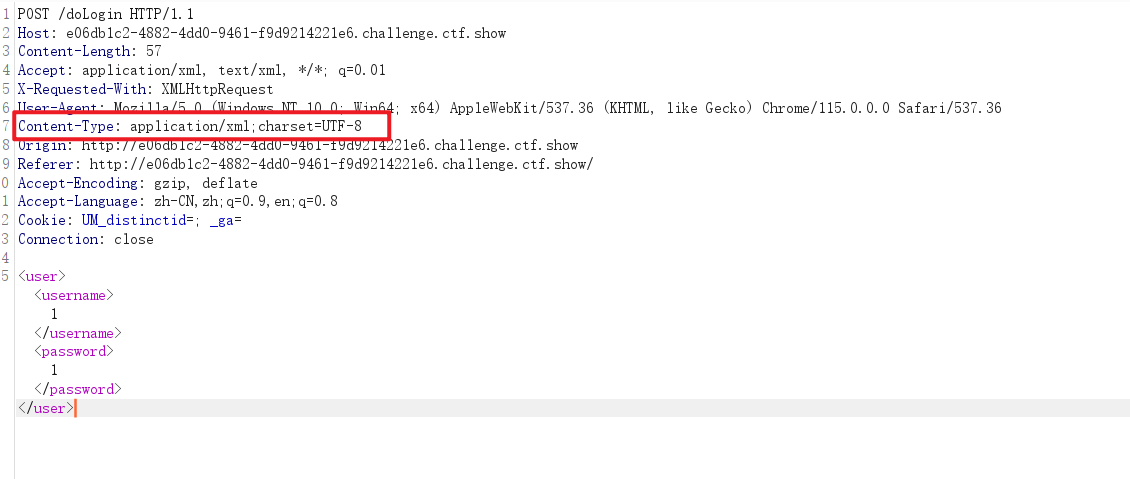 1 POST /doLogin HTTP/1.1
2 Host: e06db1c2-4882-4dd0-9461-f9d9214221e6.challenge.ctf.show
3 Content-Length: 57
4 Accept: application/xml, text/xml, */*; q=0.01
5 X-Requested-With: XMLHttpRequest
6 User-Agent: Mozilla/5.0 (Windows NT 10.0; Win64; x64) AppleWebKit/537.36 (KHTML, like Gecko) Chrome/115.0.0.0 Safari/537.36
7 Content-Type: application/xml;charset=UTF-8
8 Origin: http://e06db1c2-4882-4dd0-9461-f9d9214221e6.challenge.ctf.show
9 Referer: http://e06db1c2-4882-4dd0-9461-f9d9214221e6.challenge.ctf.show/
0 Accept-Encoding: gzip, deflate
1 Accept-Language: zh-CN,zh;q=0.9,en;q=0.8
2 Cookie: UM_distinctid=; _ga=
3 Connection: close
4
5 <user>
<username>
1
</username>
<password>
1
</password>
</user>